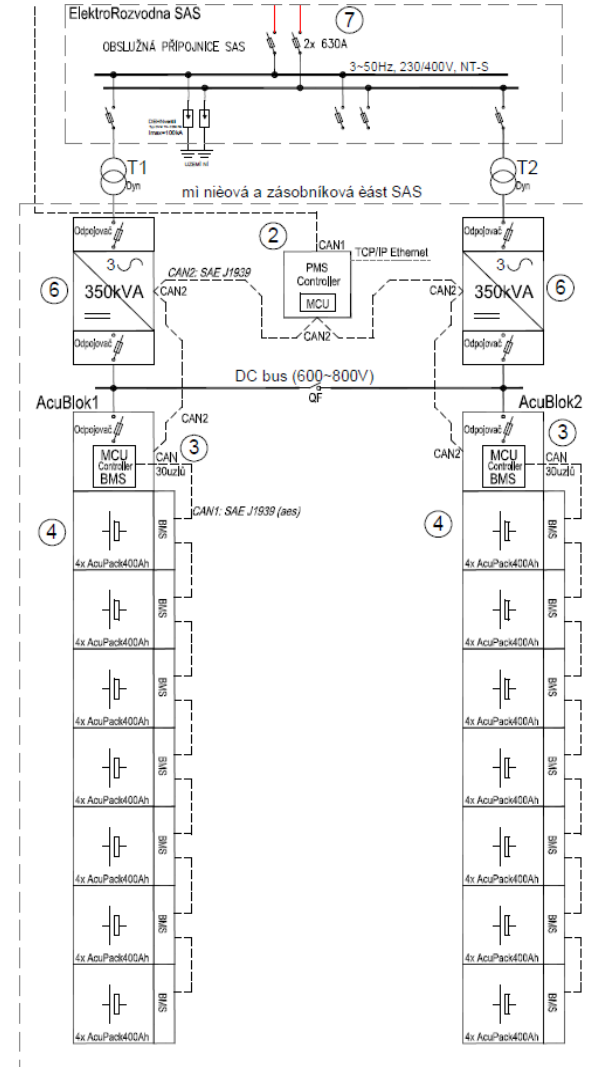 ElektroRozvodna SAS
7
OBSLUŽNÁ PŘÍPOJNICE SAS
2x 630A
3~50Hz, 230/400V, NT-S
Imax=100kA
UZEMNĚNÍ
T1
Dyn
T2
Dyn
mì nièová a zásobníková èást SAS
Odpojovač
2
CAN1
TCP/IP Ethernet
Odpojovač
3
CAN2: SAE J1939
PMS
Controller
MCU
3
6
350kVA
CAN2
CAN2
350kVA
6
CAN2
Odpojovač
Odpojovač
DC bus (600~800V)
QF
AcuBlok1
AcuBlok2
CAN2
Odpojovač
3
MCU
Controller
BMS
CAN
30uzlů
CAN2
Odpojovač
3
MCU
Controller
BMS
CAN
30uzlů
CAN1: SAE J1939 (aes)
4
BMS
4x AcuPack400Ah
4
BMS
4x AcuPack400Ah
BMS
4x AcuPack400Ah
BMS
4x AcuPack400Ah
BMS
4x AcuPack400Ah
BMS
4x AcuPack400Ah
BMS
4x AcuPack400Ah
BMS
4x AcuPack400Ah
BMS
4x AcuPack400Ah
BMS
4x AcuPack400Ah
BMS
4x AcuPack400Ah
BMS
4x AcuPack400Ah
BMS
4x AcuPack400Ah
BMS
4x AcuPack400Ah